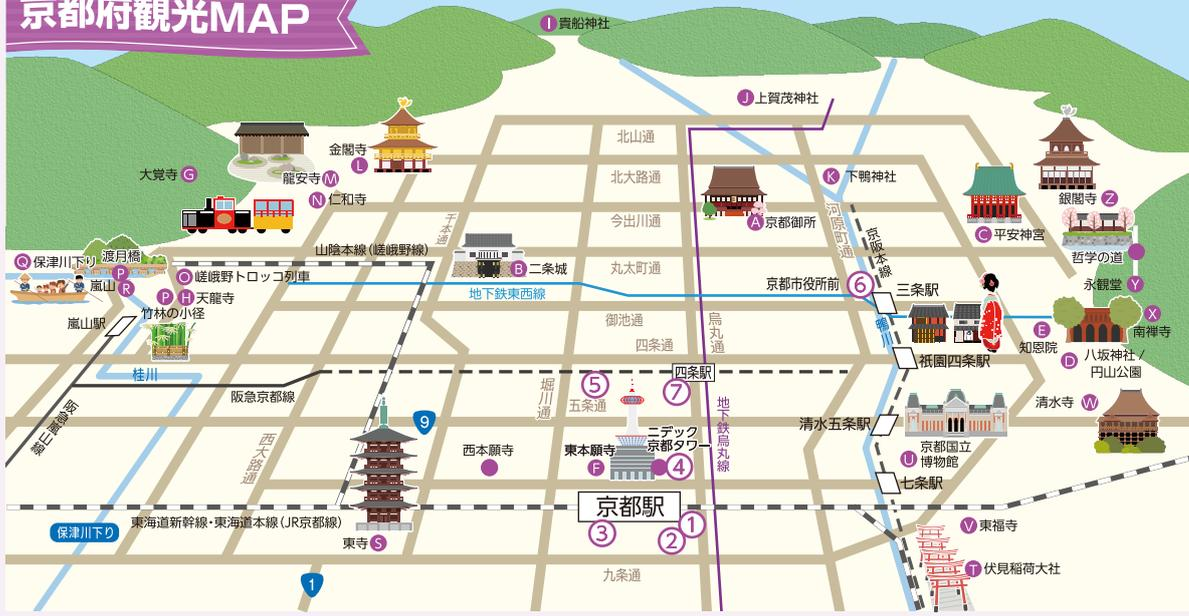 京都府観光MAP
I 貴船神社
J 上賀茂神社
北山通
金閣寺
L
大覚寺 G
龍安寺 M
N 仁和寺
北大路通
K 下鴨神社
銀閣寺 Z
千本通
今出川通
A 京都御所
河原町通
京阪本線
C 平安神宮
哲学の道
山陰本線(嵯峨野線)
Q 保津川下り
渡月橋
P
嵐山 R
O 嵯峨野トロッコ列車
B 二条城
丸太町通
地下鉄東西線
京都市役所前 6
三条駅
永観堂 Y
P H 天龍寺
竹林の小径
嵐山駅
御池通
烏丸通
鴨川
E
知恩院
X
南禅寺
四条通
祇園四条駅
D 八坂神社/
円山公園
桂川
阪急京都線
四条駅
5
7
阪急嵐山線
堀川通
五条通
地下鉄烏丸線
清水寺 W
9
清水五条駅
西大路通
西本願寺
東本願寺
F
ニデック
京都タワー
4
京都国立
U 博物館
七条駅
京都駅
保津川下り
東海道新幹線・東海道本線(JR京都線)
東寺 S
3
1
2
V 東福寺
T 伏見稲荷大社
九条通
1